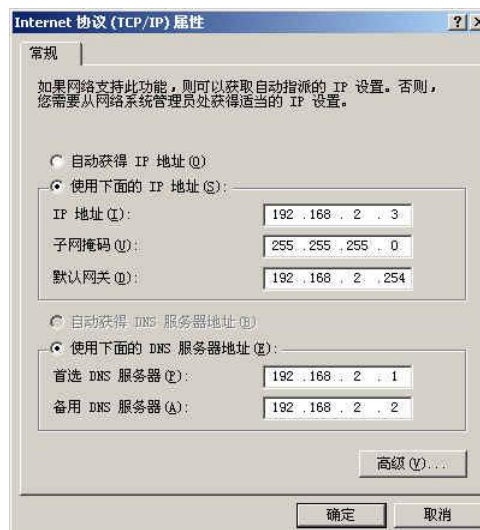 Internet 协议 (TCP/IP) 属性
常规
如果网络支持此功能，则可以获取自动指派的 IP 设置。否则，
您需要从网络系统管理员处获得适当的 IP 设置。
自动获得 IP 地址(O)
使用下面的 IP 地址(S):
IP 地址(I): 192 .168 . 2 . 3
子网掩码(U): 255 .255 .255 . 0
默认网关(D): 192 .168 . 2 .254
自动获得 DNS 服务器地址(B)
使用下面的 DNS 服务器地址(E):
首选 DNS 服务器(P): 192 .168 . 2 . 1
备用 DNS 服务器(A): 192 .168 . 2 . 2
高级(V)...
确定 取消